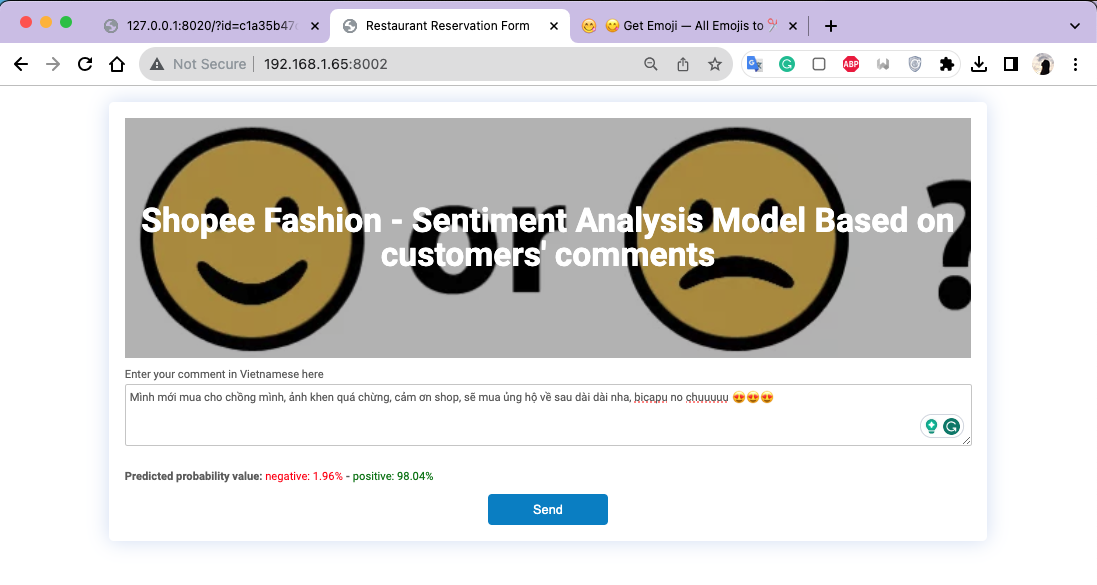 127.0.0.1:8020/?id=c1a35b47
Restaurant Reservation Form
😋 Get Emoji — All Emojis to ✂
Not Secure
192.168.1.65:8002
ABP
or
?
Shopee Fashion - Sentiment Analysis Model Based on
customers' comments
Enter your comment in Vietnamese here
Mình mới mua cho chồng mình, ảnh khen quá chừng, cảm ơn shop, sẽ mua ủng hộ về sau dài dài nha, biçapu no chuuuuu 😍😍😍
Predicted probability value: negative: 1.96% - positive: 98.04%
Send